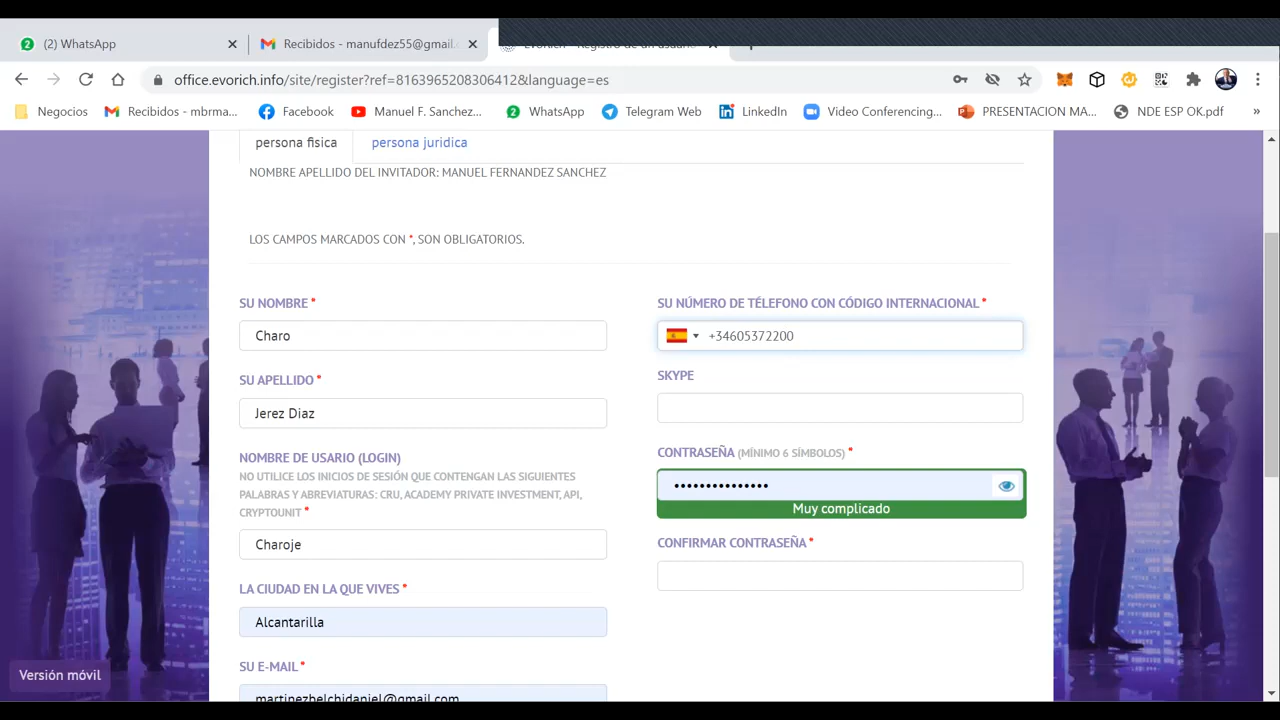 (2) WhatsApp
Recibidos - manufdez55@gmail.
office.evorich.info/site/register?ref=8163965208306412&language=es
Negocios
Recibidos - mbrma...
Facebook
Manuel F. Sanchez...
WhatsApp
Telegram Web
LinkedIn
Video Conferencing,...
PRESENTACION MA...
NDE ESP OK.pdf
»
persona fisica
persona juridica
NOMBRE APELLIDO DEL INVITADOR: MANUEL FERNANDEZ SANCHEZ
LOS CAMPOS MARCADOS CON *, SON OBLIGATORIOS.
SU NOMBRE *
Charo
SU APELLIDO *
Jerez Diaz
NOMBRE DE USARIO (LOGIN)
NO UTILICE LOS INICIOS DE SESIÓN QUE CONTENGAN LAS SIGUIENTES
PALABRAS Y ABREVIATURAS: CRU, ACADEMY PRIVATE INVESTMENT, API,
CRYPTOUNIT *
Charoje
LA CIUDAD EN LA QUE VIVES *
Alcantarilla
SU E-MAIL *
martinezbelchidaniel@gmail.com
SU NÚMERO DE TÉLEFONO CON CÓDIGO INTERNACIONAL *
+34605372200
SKYPE
CONTRASEÑA (MÍNIMO 6 SÍMBOLOS) *
•••••••••••••••
Muy complicado
CONFIRMAR CONTRASEÑA *
Versión móvil